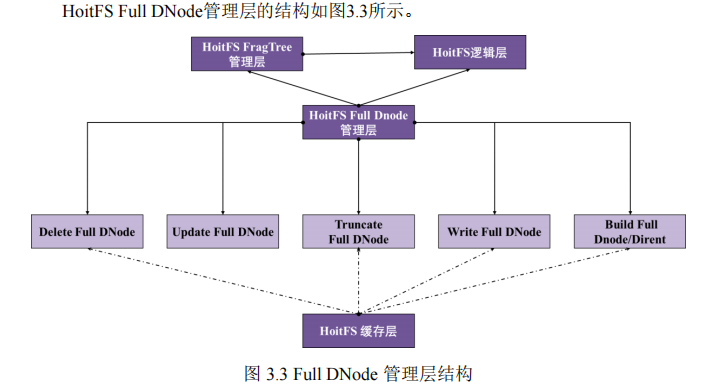 HoitFS Full DNode管理层的结构如图3.3所示。
HoitFS FragTree
管理层
HoitFS逻辑层
HoitFS Full Dnode
管理层
Delete Full DNode
Update Full DNode
Truncate
Full DNode
Write Full DNode
Build Full
Dnode/Dirent
HoitFS 缓存层
图 3.3 Full DNode 管理层结构